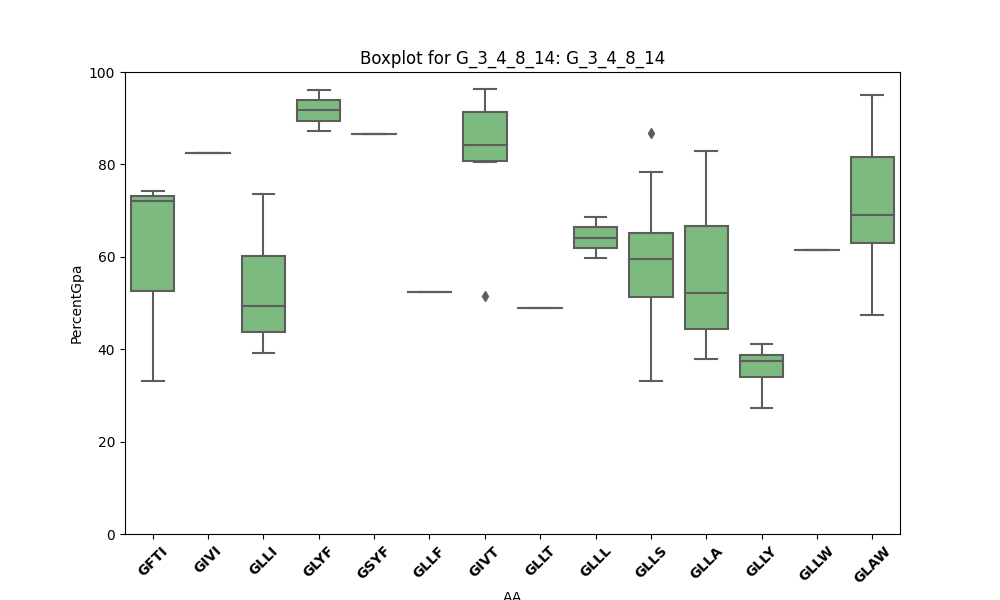 Boxplot for G_3_4_8_14: G_3_4_8_14
100
80
60
40
20
0
PercentGpa
GFTI GIVI GLLI GLYF GSYF GLLF GIVT GLLT GLLL GLLS GLLA GLLY GLLW GLAW
AA